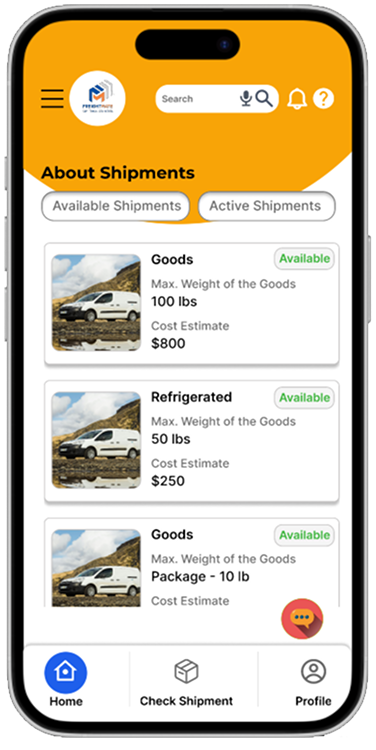 FREIGHTMATE
Search
?
About Shipments
Available Shipments
Active Shipments
Goods
Available
Max. Weight of the Goods
100 lbs
Cost Estimate
$800
Refrigerated
Available
Max. Weight of the Goods
50 lbs
Cost Estimate
$250
Goods
Available
Max. Weight of the Goods
Package - 10 lb
Cost Estimate
Home
Check Shipment
Profile